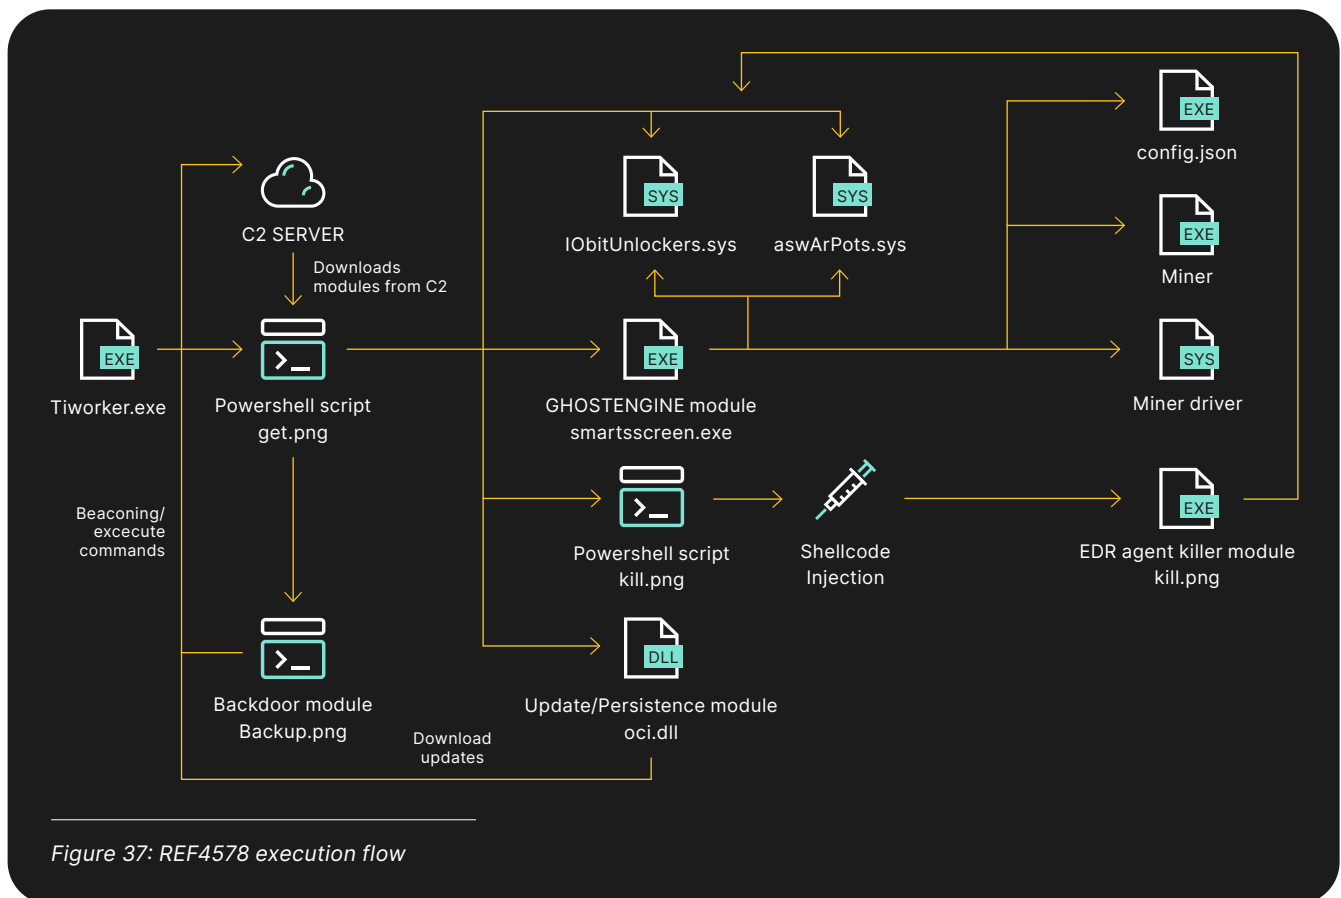 EXE
config.json
SYS
IObitUnlockers.sys
SYS
aswArPots.sys
C2 SERVER
Downloads
modules from C2
EXE
Miner
EXE
Tiworker.exe
Powershell script
get.png
EXE
GHOSTENGINE module
smartsscreen.exe
SYS
Miner driver
Beaconing/
excecute
commands
Powershell script
kill.png
Shellcode
Injection
EXE
EDR agent killer module
kill.png
Backdoor module
Backup.png
DLL
Update/Persistence module
oci.dll
Download
updates
Figure 37: REF4578 execution flow